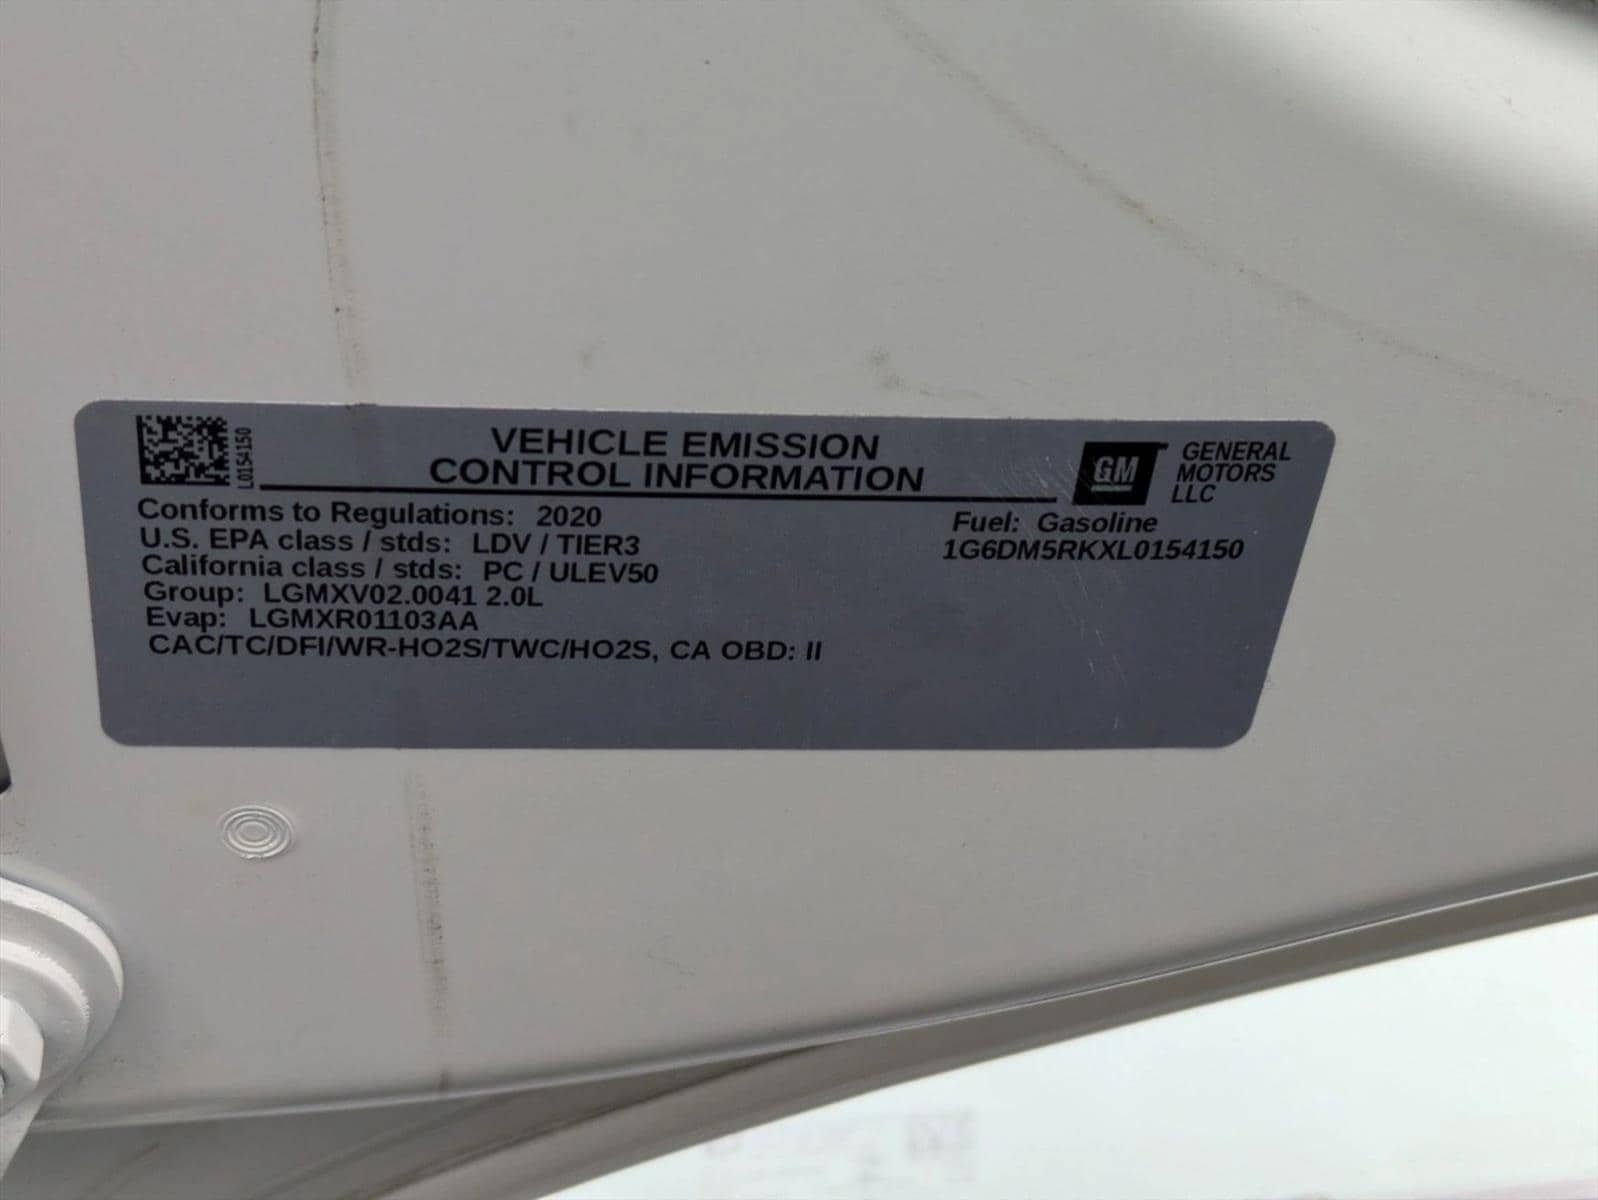 L0154150
VEHICLE EMISSION
CONTROL INFORMATION
GM
GENERAL
MOTORS
LLC
Conforms to Regulations: 2020
U.S. EPA class / stds: LDV / TIER3
California class / stds: PC / ULEV50
Group: LGMXV02.0041 2.0L
Evap: LGMXR01103AA
CAC/TC/DFI/WR-HO2S/TWC/HO2S, CA OBD: II
Fuel: Gasoline
1G6DM5RKXL0154150